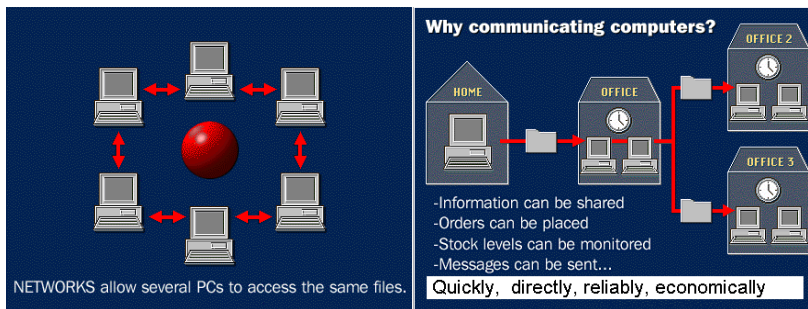 NETWORKS allow several PCs to access the same files.
Why communicating computers?
OFFICE 2
HOME
OFFICE
OFFICE 3
-Information can be shared
-Orders can be placed
-Stock levels can be monitored
-Messages can be sent...
Quickly, directly, reliably, economically